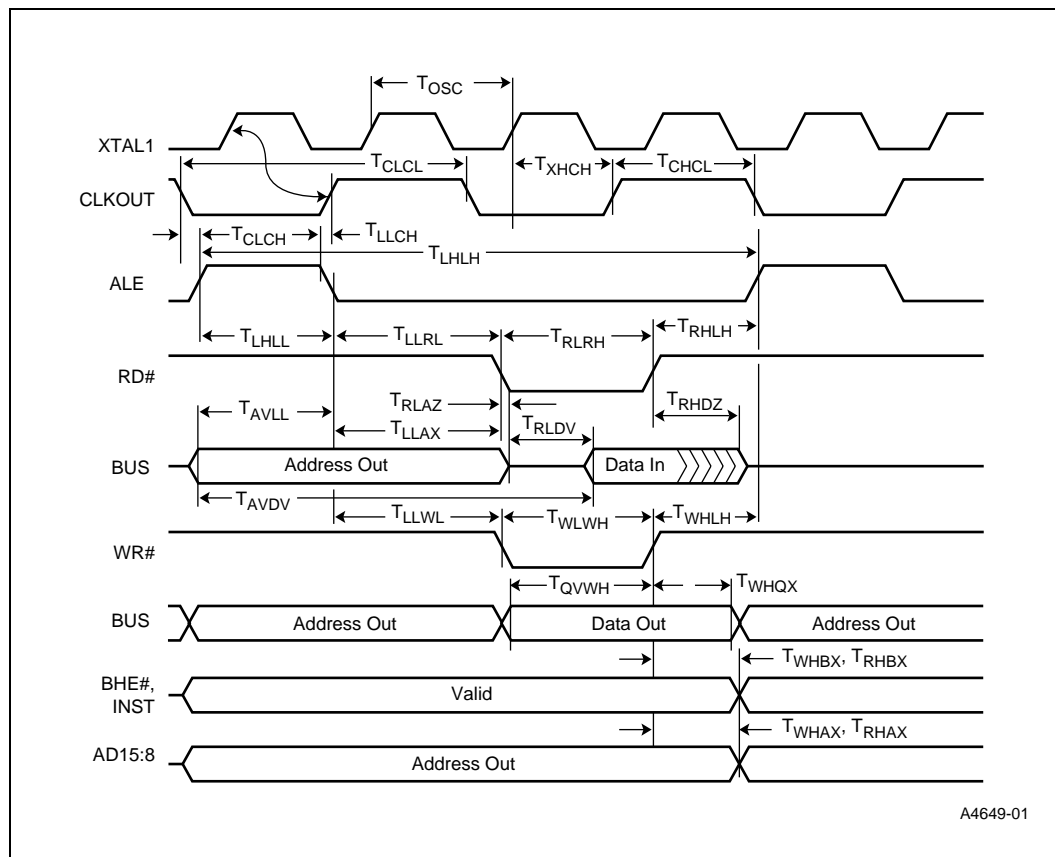 TOSC
XTAL1
TCLCL
TXHCH
TCHCL
CLKOUT
TCLCH
TLLCH
TLHLH
ALE
TLHLL
TLLRL
TRLRH
TRHLH
RD#
TAVLL
TRLAZ
TRHDZ
TLLAX
TRLDV
BUS
Address Out
Data In
TAVDV
TLLWL
TWLWH
TWHLH
WR#
TQVWH
TWHQX
BUS
Address Out
Data Out
Address Out
TWHBX, TRHBX
BHE#,
INST
Valid
TWHAX, TRHAX
AD15:8
Address Out
A4649-01